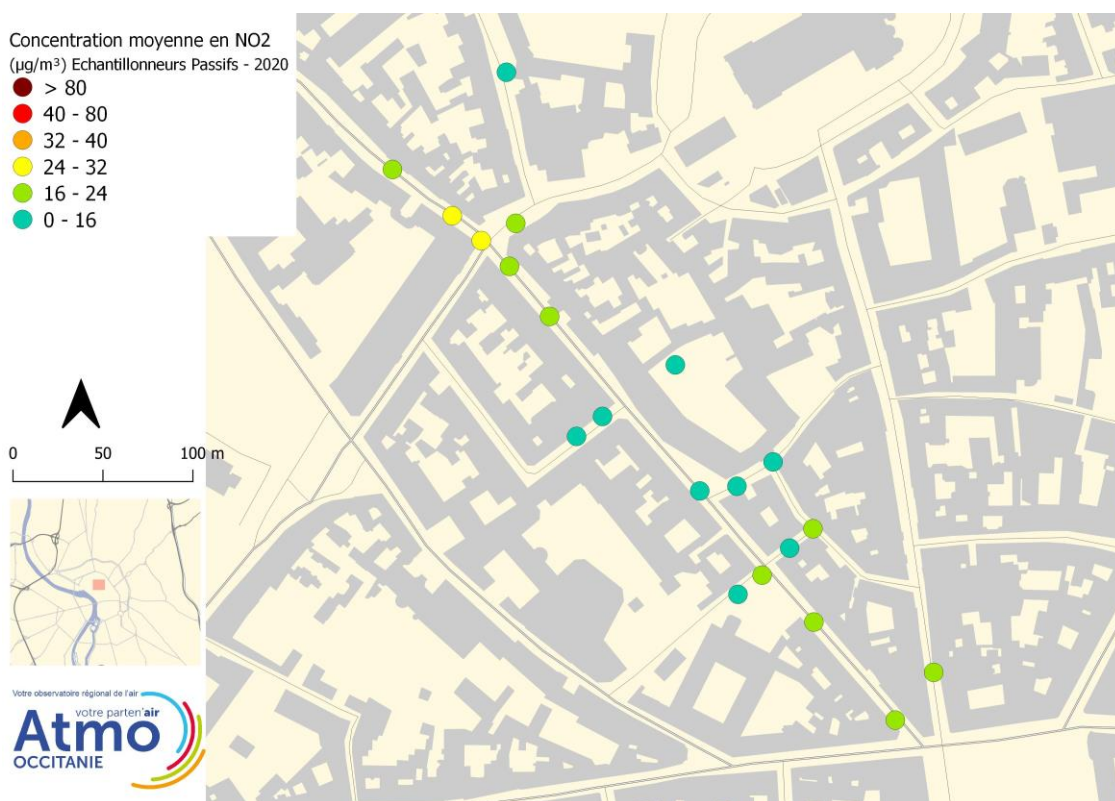 Concentration moyenne en NO2
(µg/m³) Echantillonneurs Passifs - 2020
> 80
40 - 80
32 - 40
24 - 32
16 - 24
0 - 16
0 50 100 m
Votre observatoire régional de l'air
votre parten'air
Atmo
OCCITANIE